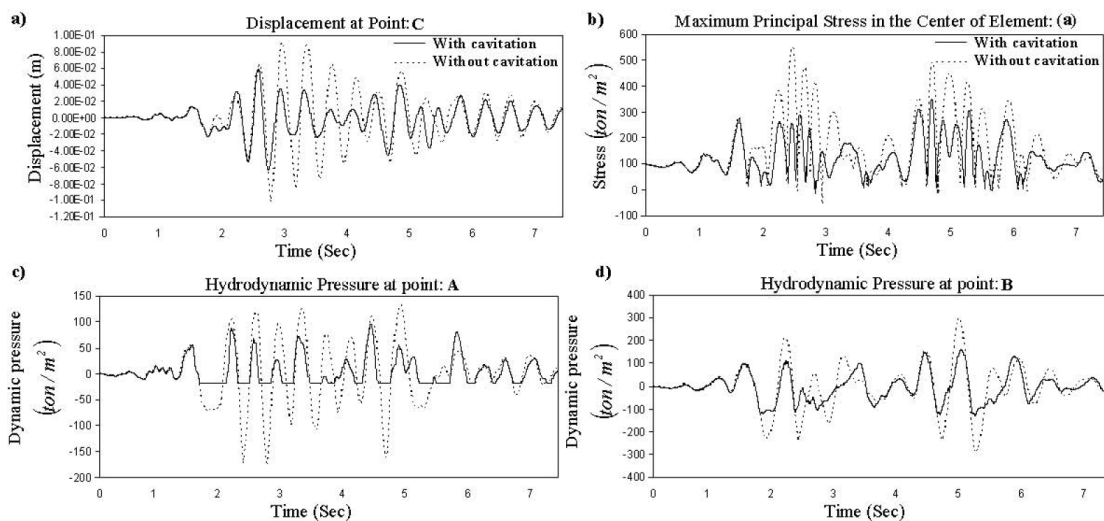 a)
Displacement at Point: C
1.00E-01
8.00E-02
6.00E-02
4.00E-02
2.00E-02
0.00E+00
-2.00E-02
-4.00E-02
-6.00E-02
-8.00E-02
-1.00E-01
-1.20E-01
Displacement (m)
With cavitation
Without cavitation
0 1 2 3 4 5 6 7
Time (Sec)
b)
Maximum Principal Stress in the Center of Element: (a)
600
500
400
300
200
100
0
-100
Stress (ton / m²)
With cavitation
Without cavitation
0 1 2 3 4 5 6 7
Time (Sec)
c)
Hydrodynamic Pressure at point: A
150
100
50
0
-50
-100
-150
-200
Dynamic pressure
(ton / m²)
0 1 2 3 4 5 6 7
Time (Sec)
d)
Hydrodynamic Pressure at point: B
400
300
200
100
0
-100
-200
-300
-400
Dynamic pressure
(ton / m²)
0 1 2 3 4 5 6 7
Time (Sec)